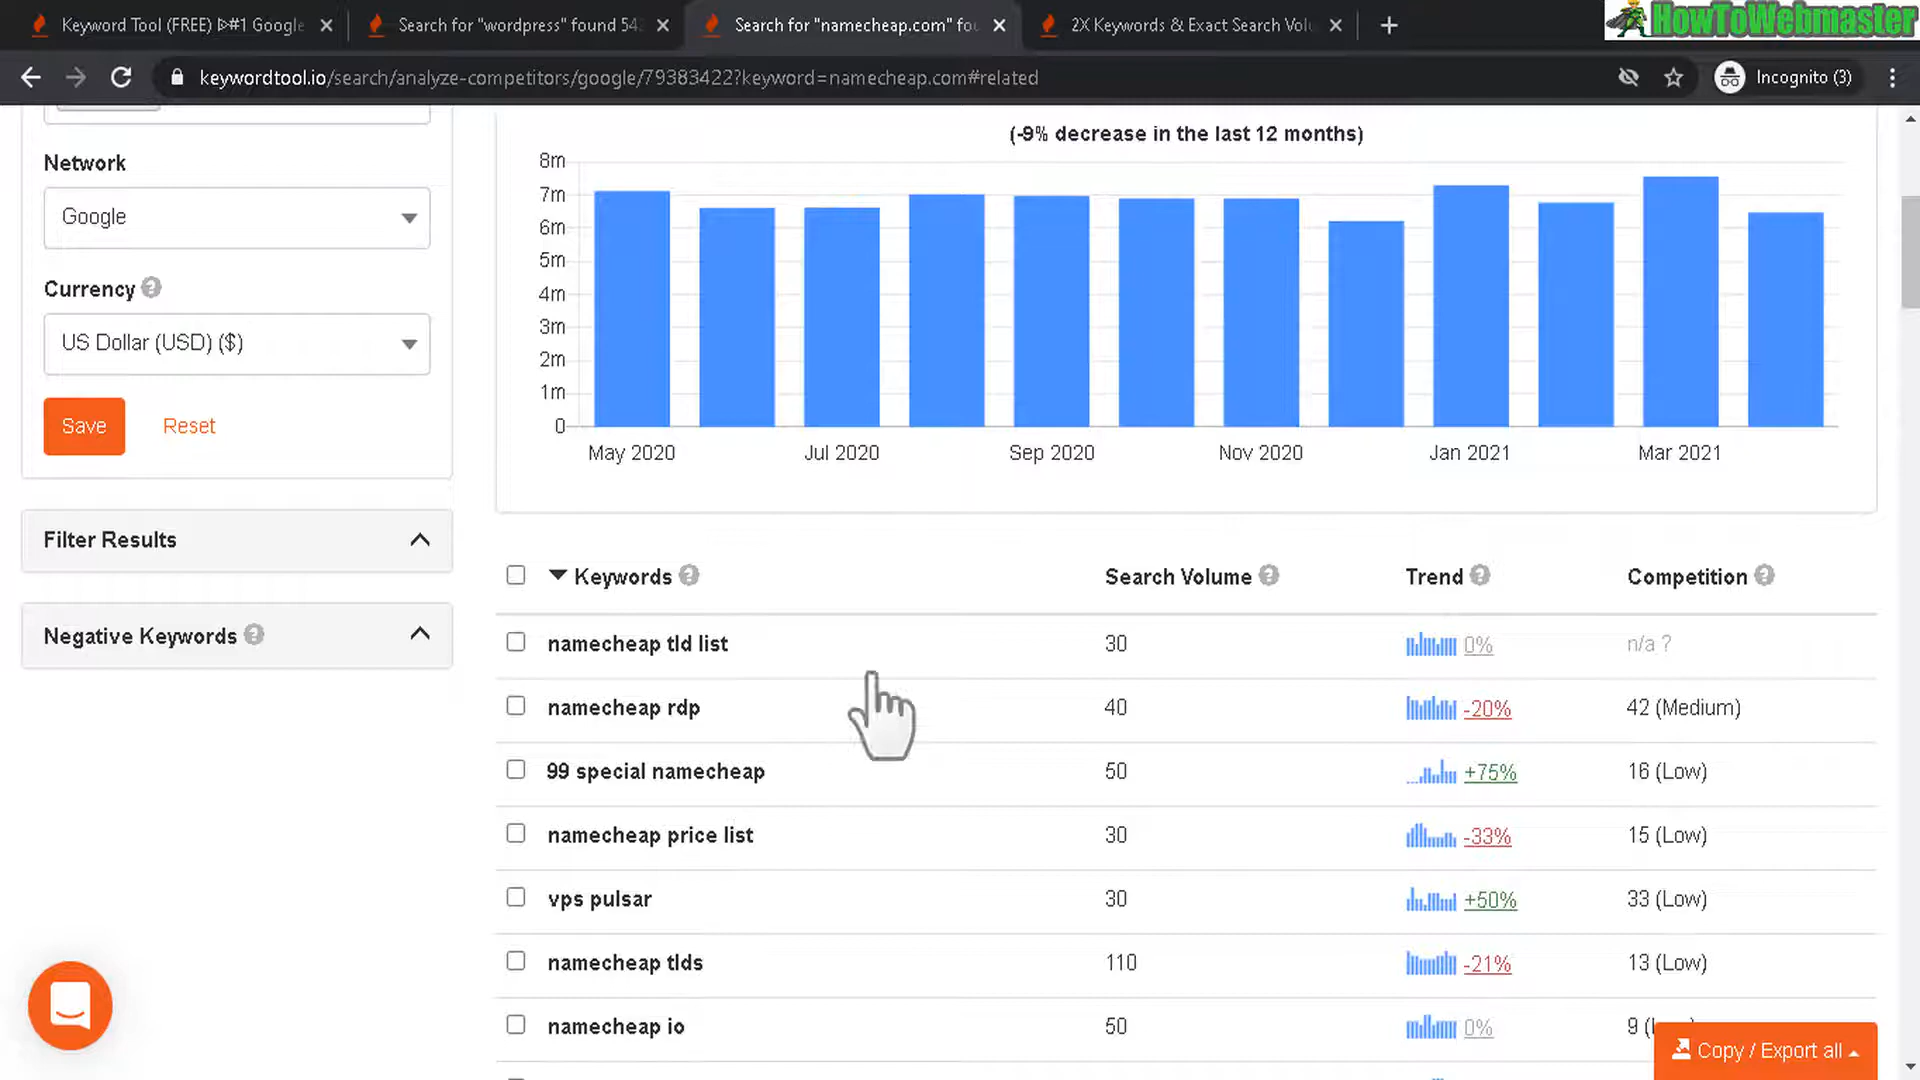 Keyword Tool (FREE) ᐈ#1 Google
Search for "wordpress" found 542
Search for "namecheap.com" fou
2X Keywords & Exact Search Volu
HowToWebmaster
keywordtool.io/search/analyze-competitors/google/79383422?keyword=namecheap.com#related
Incognito (3)
Network
Google
Currency
US Dollar (USD) ($)
Save
Reset
Filter Results
Negative Keywords
(-9% decrease in the last 12 months)
8m
7m
6m
5m
4m
3m
2m
1m
0
May 2020
Jul 2020
Sep 2020
Nov 2020
Jan 2021
Mar 2021
Keywords
Search Volume
Trend
Competition
namecheap tld list 30 0% n/a ?
namecheap rdp 40 -20% 42 (Medium)
99 special namecheap 50 +75% 16 (Low)
namecheap price list 30 -33% 15 (Low)
vps pulsar 30 +50% 33 (Low)
namecheap tlds 110 -21% 13 (Low)
namecheap io 50 0% 9
Copy / Export all